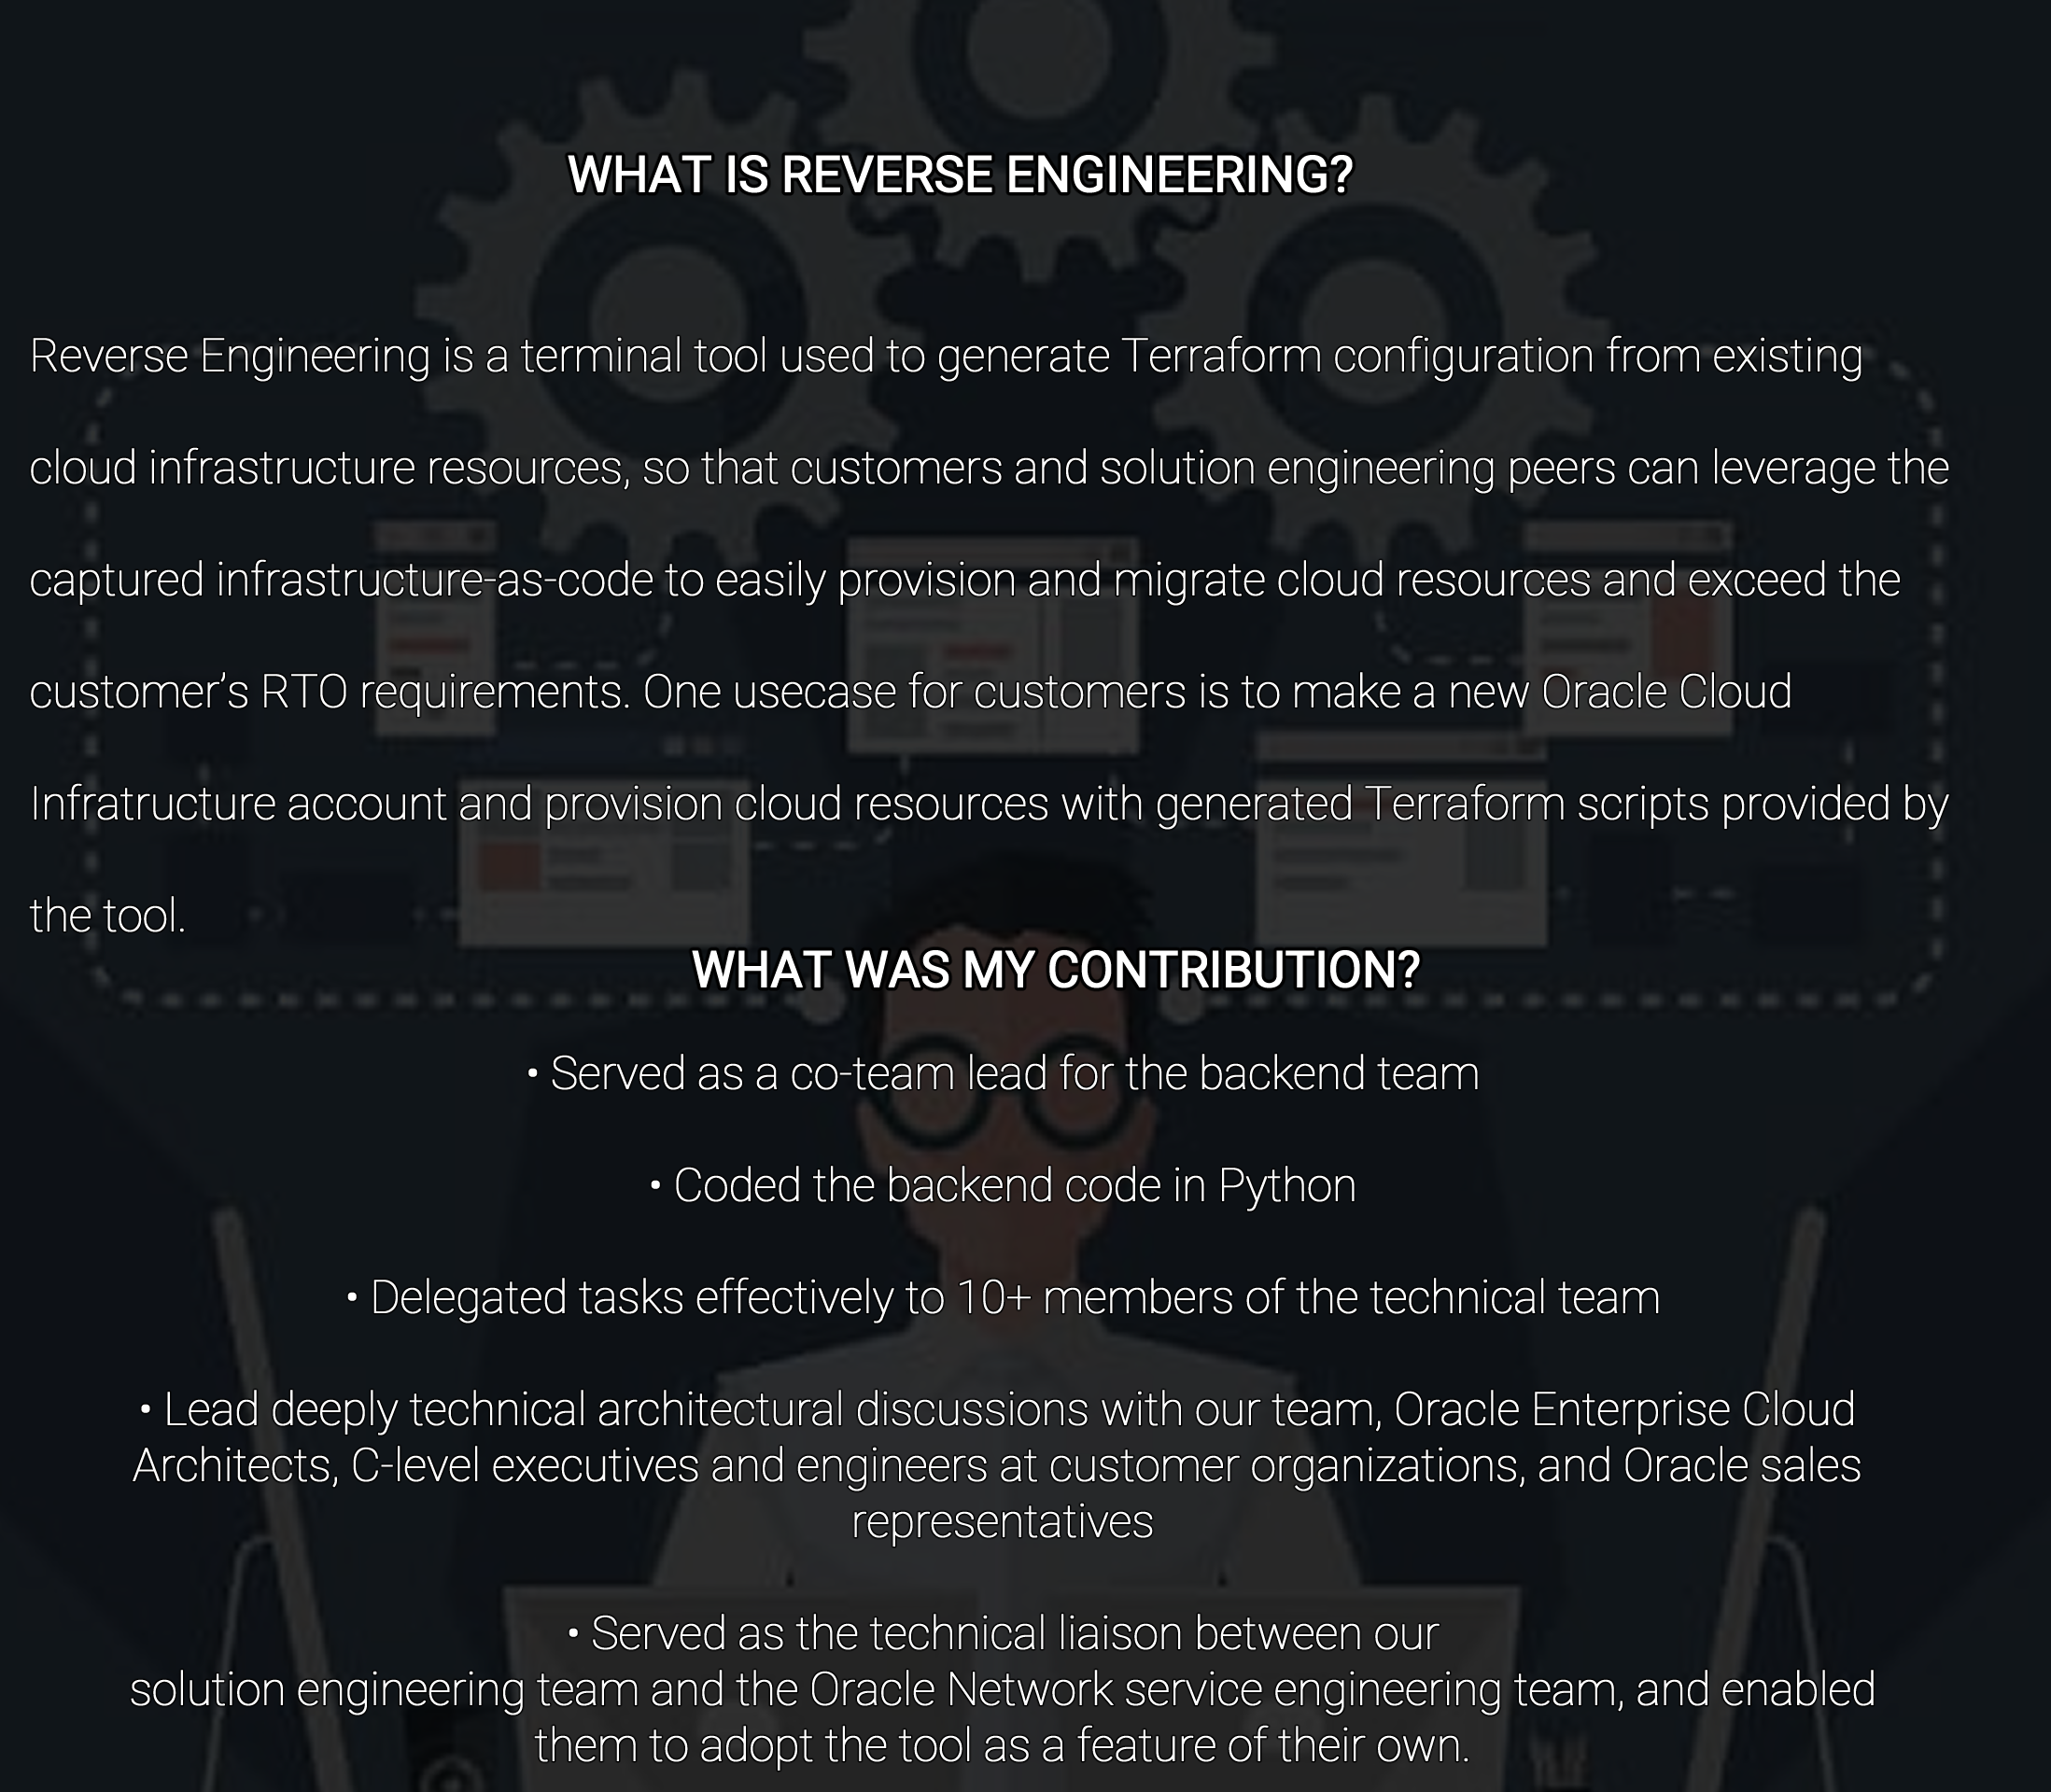 WHAT IS REVERSE ENGINEERING?
Reverse Engineering is a terminal tool used to generate Terraform configuration from existing
cloud infrastructure resources, so that customers and solution engineering peers can leverage the
captured infrastructure-as-code to easily provision and migrate cloud resources and exceed the
customer’s RTO requirements. One usecase for customers is to make a new Oracle Cloud
Infratructure account and provision cloud resources with generated Terraform scripts provided by
the tool.
WHAT WAS MY CONTRIBUTION?
• Served as a co-team lead for the backend team
• Coded the backend code in Python
• Delegated tasks effectively to 10+ members of the technical team
• Lead deeply technical architectural discussions with our team, Oracle Enterprise Cloud
Architects, C-level executives and engineers at customer organizations, and Oracle sales
representatives
• Served as the technical liaison between our
solution engineering team and the Oracle Network service engineering team, and enabled
them to adopt the tool as a feature of their own.